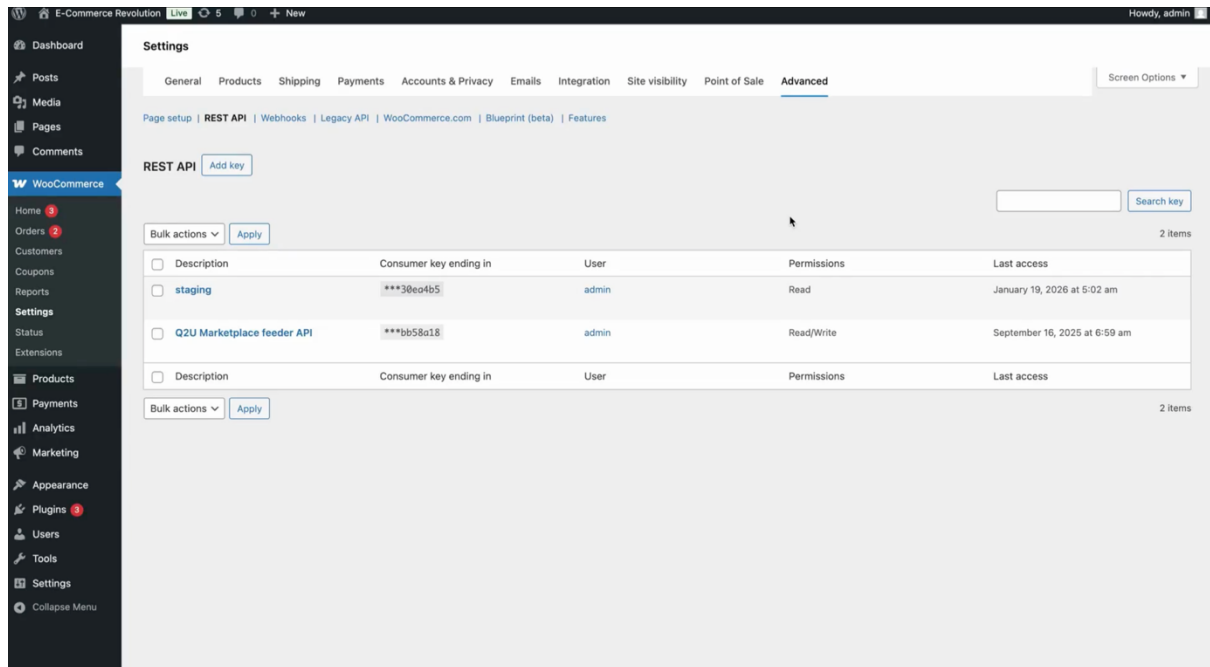 E-Commerce Revolution Live 5 0 + New Howdy, admin
Dashboard
Posts
Media
Pages
Comments
WooCommerce
Home 3
Orders 2
Customers
Coupons
Reports
Settings
Status
Extensions
Products
Payments
Analytics
Marketing
Appearance
Plugins 3
Users
Tools
Settings
Collapse Menu
Settings
General Products Shipping Payments Accounts & Privacy Emails Integration Site visibility Point of Sale Advanced
Screen Options ▼
Page setup | REST API | Webhooks | Legacy API | WooCommerce.com | Blueprint (beta) | Features
REST API Add key
Search key
Bulk actions Apply 2 items
Description Consumer key ending in User Permissions Last access
staging ***30ea4b5 admin Read January 19, 2026 at 5:02 am
Q2U Marketplace feeder API ***bb58a18 admin Read/Write September 16, 2025 at 6:59 am
Description Consumer key ending in User Permissions Last access
Bulk actions Apply 2 items